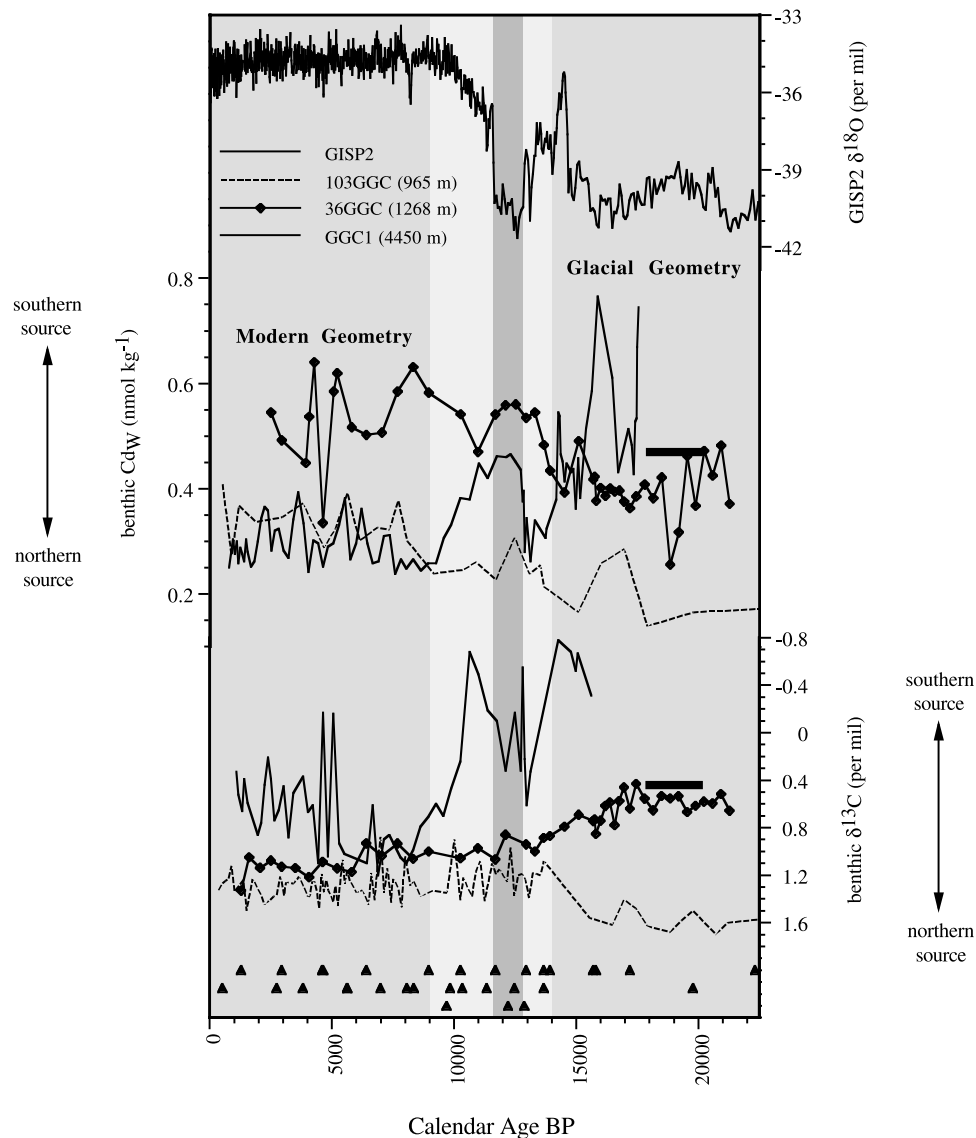 -33
-36
-39
-42
GISP2 δ18O (per mil)
GISP2
103GGC (965 m)
36GGC (1268 m)
GGC1 (4450 m)
Glacial Geometry
Modern Geometry
0.8
0.6
0.4
0.2
benthic CdW (nmol kg-1)
southern
source
northern
source
-0.8
-0.4
0
0.4
0.8
1.2
1.6
benthic δ13C (per mil)
southern
source
northern
source
0
5000
10000
15000
20000
Calendar Age BP